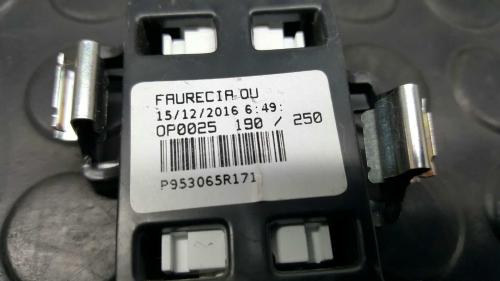 FAURECIA OU
15/12/2016 6:49:
OP0025 190 / 250
P953065R171